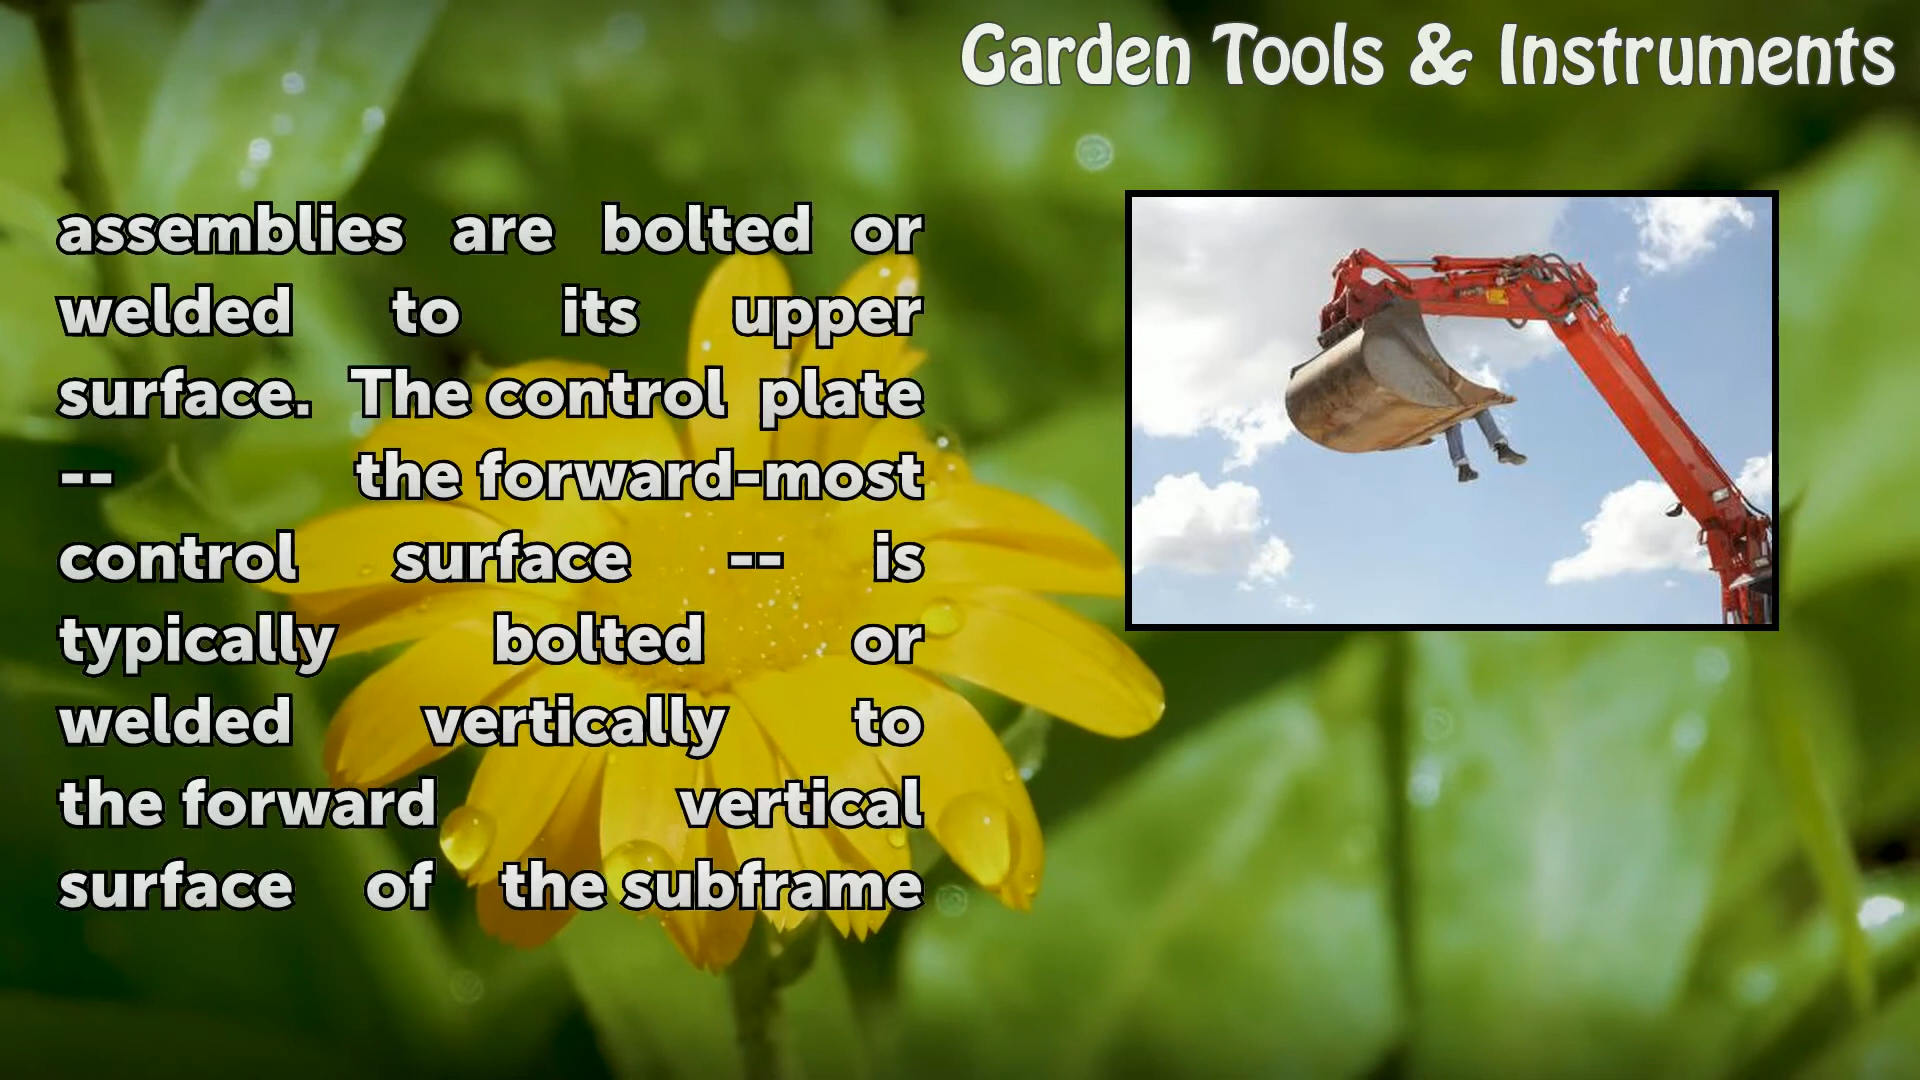 Garden Tools & Instruments
assemblies are bolted or
welded to its upper
surface. The control plate
-- the forward-most
control surface -- is
typically bolted or
welded vertically to
the forward vertical
surface of the subframe